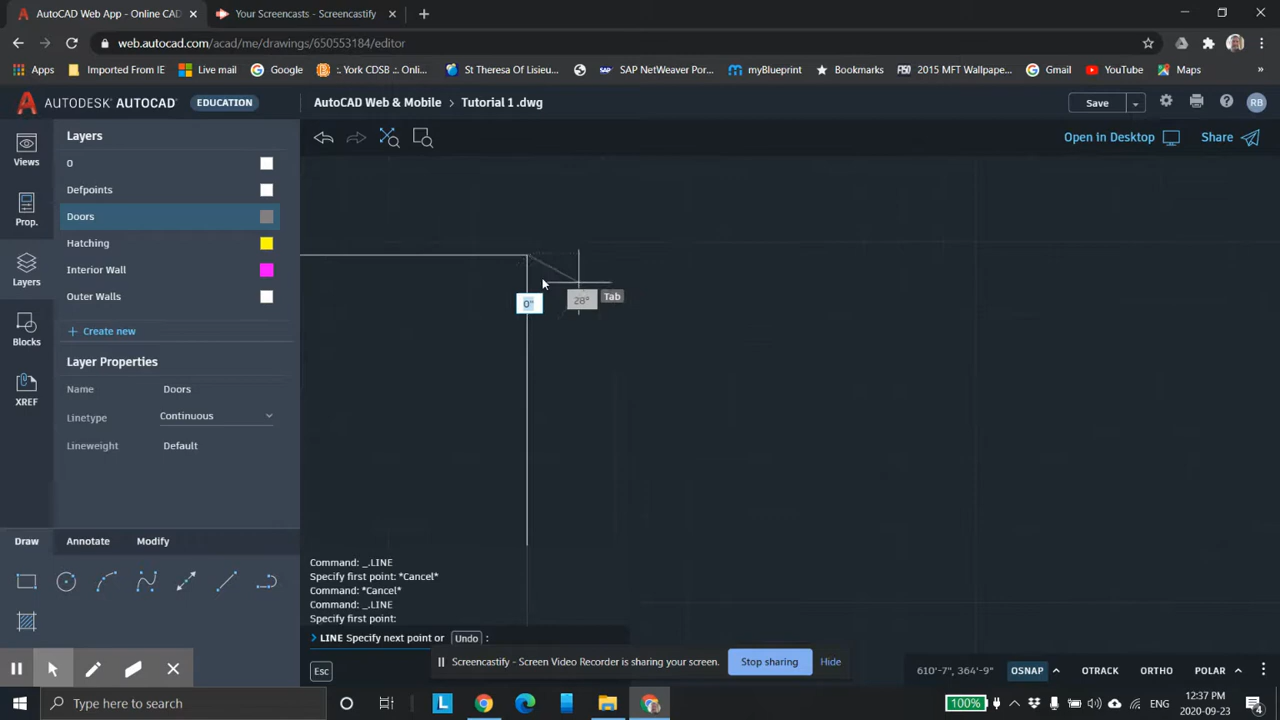 AutoCAD Web App - Online CAD
Your Screencasts - Screencastify
web.autocad.com/acad/me/drawings/650553184/editor
Apps
Imported From IE
Live mail
Google
: York CDSB :.: Onli...
St Theresa Of Lisieu...
SAP NetWeaver Por...
myBlueprint
Bookmarks
2015 MFT Wallpape...
Gmail
YouTube
Maps
AUTODESK® AUTOCAD®
EDUCATION
AutoCAD Web & Mobile > Tutorial 1 .dwg
Save
Views
Prop.
Layers
Blocks
XREF
Layers
0
Defpoints
Doors
Hatching
Interior Wall
Outer Walls
+ Create new
Layer Properties
Name Doors
Linetype Continuous
Lineweight Default
Open in Desktop
Share
RB
0"
28°
Tab
Draw
Annotate
Modify
Command: _.LINE
Specify first point: *Cancel*
Command: *Cancel*
Command: _.LINE
Specify first point:
LINE Specify next point or Undo :
Esc
Screencastify - Screen Video Recorder is sharing your screen.
Stop sharing
Hide
610'-7", 364'-9"
OSNAP
OTRACK
ORTHO
POLAR
Type here to search
100%
ENG
12:37 PM
2020-09-23
4